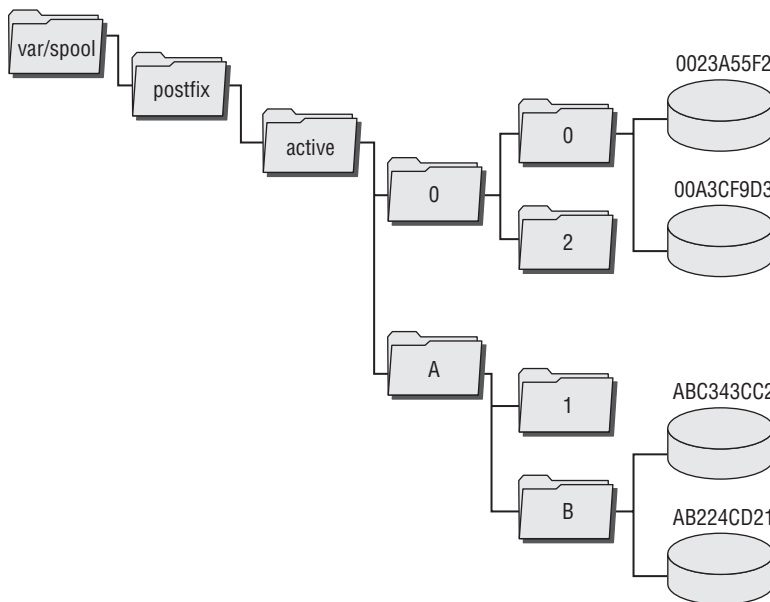 var/spool
postfix
active
0
0
2
0023A55F2
00A3CF9D3
A
1
B
ABC343CC2
AB224CD21